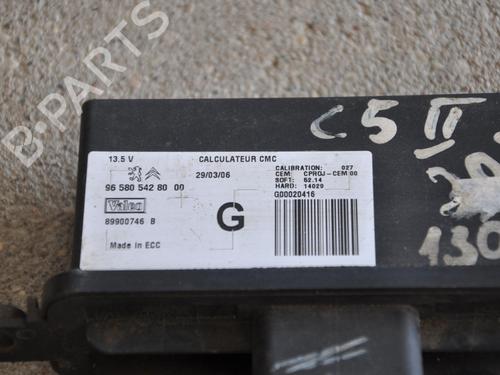 B-PARTS
C5 II
130
13.5 V
CALCULATEUR CMC
96 580 542 80 00
29/03/06
CALIBRATION: 027
CEM: CPROJ-CEM 00
SOFT: 52.14
HARD: 14029
G00020416
Valeo
G
89900746 B
Made in ECC